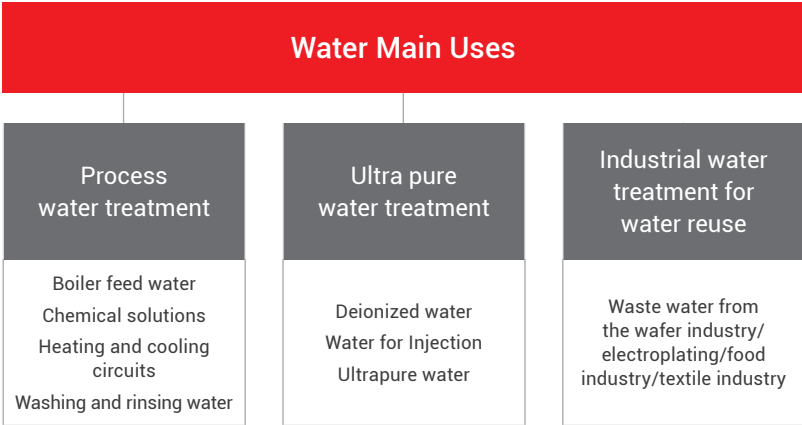 Water Main Uses
Process
water treatment
Boiler feed water
Chemical solutions
Heating and cooling
circuits
Washing and rinsing water
Ultra pure
water treatment
Deionized water
Water for Injection
Ultrapure water
Industrial water
treatment for
water reuse
Waste water from
the wafer industry/
electroplating/food
industry/textile industry